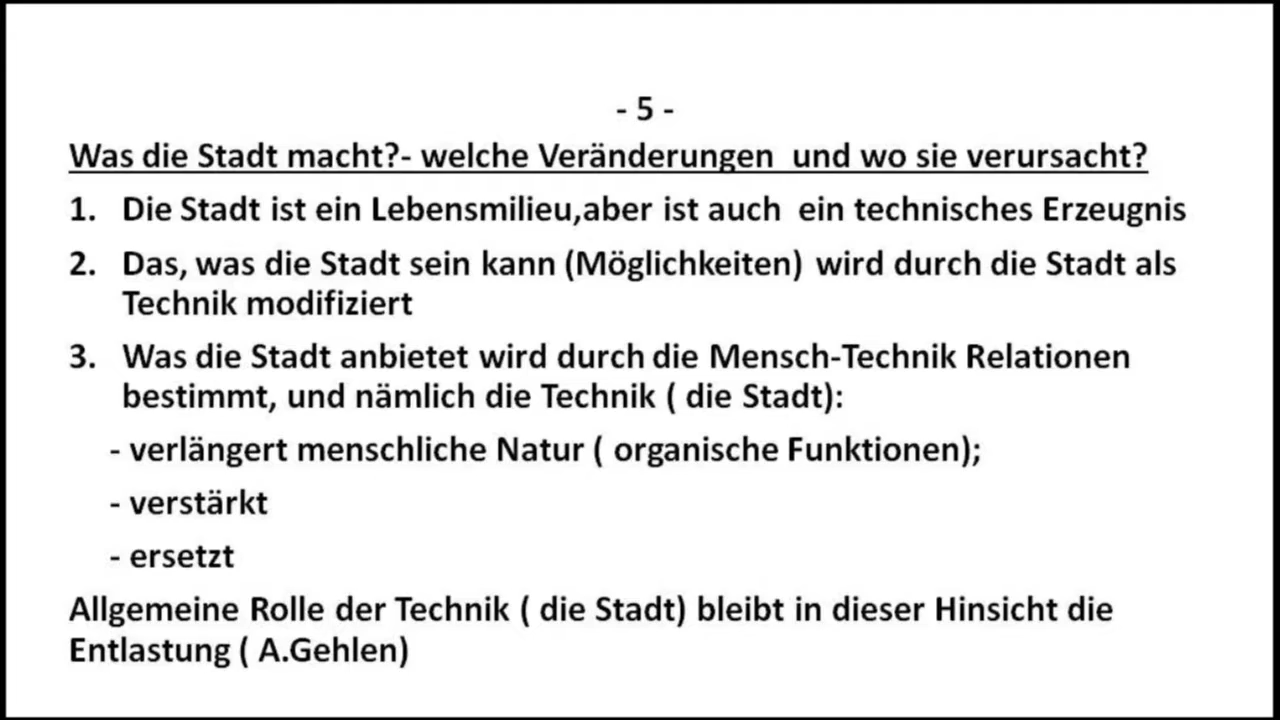 - 5 -
Was die Stadt macht?- welche Veränderungen und wo sie verursacht?
1. Die Stadt ist ein Lebensmilieu,aber ist auch ein technisches Erzeugnis
2. Das, was die Stadt sein kann (Möglichkeiten) wird durch die Stadt als
Technik modifiziert
3. Was die Stadt anbietet wird durch die Mensch-Technik Relationen
bestimmt, und nämlich die Technik ( die Stadt):
- verlängert menschliche Natur ( organische Funktionen);
- verstärkt
- ersetzt
Allgemeine Rolle der Technik ( die Stadt) bleibt in dieser Hinsicht die
Entlastung ( A.Gehlen)